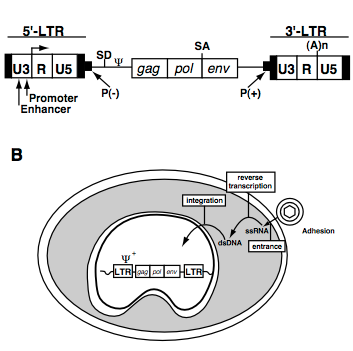 5'-LTR
3'-LTR
SD Ψ
SA
(A)n
U3 R U5
gag pol env
U3 R U5
P(-)
P(+)
Promoter
Enhancer
B
reverse
transcription
integration
ssRNA
Adhesion
dsDNA
entrance
Ψ+
LTR gag pol env LTR